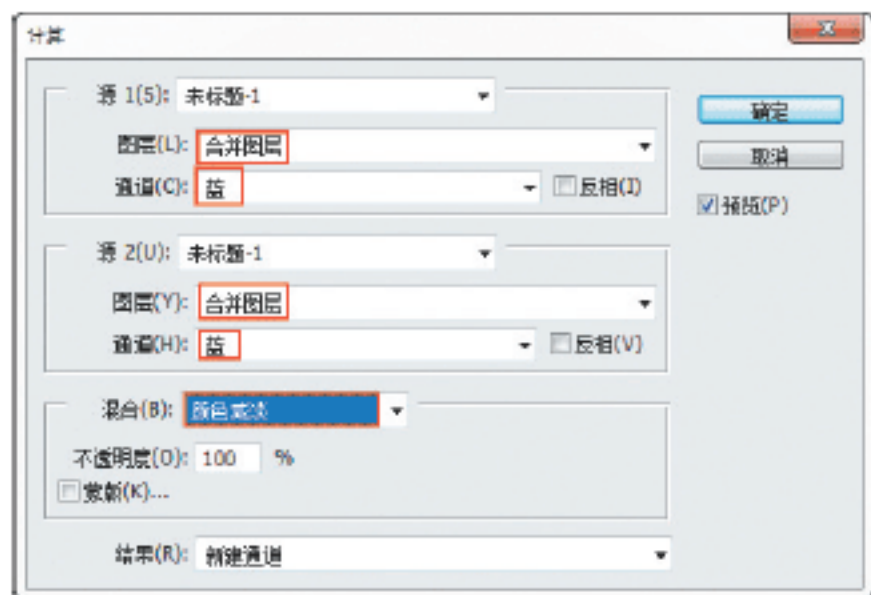 计算
源 1(S): 未标题-1
确定
图层(L): 合并图层
取消
通道(C): 蓝
反相(I)
预览(P)
源 2(U): 未标题-1
图层(Y): 合并图层
通道(H): 蓝
反相(V)
混合(B): 颜色减淡
不透明度(O): 100 %
蒙版(K)...
结果(R): 新建通道